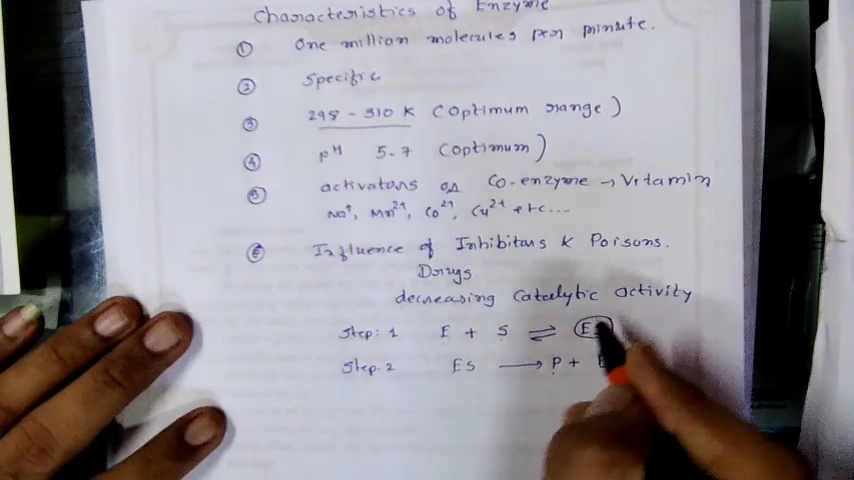 Characteristics of Enzyme
① One million molecules per minute.
② Specific
③ 298 - 310 K (Optimum range)
④ pH 5-7 (optimum)
⑤ activators or Co-enzyme → Vitamin
Na⁺, Mn²⁺, Co²⁺, Cu²⁺ etc...
⑥ Influence of Inhibitors & Poisons.
Drugs
decreasing Catalytic activity
Step: 1 E + S ⇌
Step. 2 ES ⟶ P +